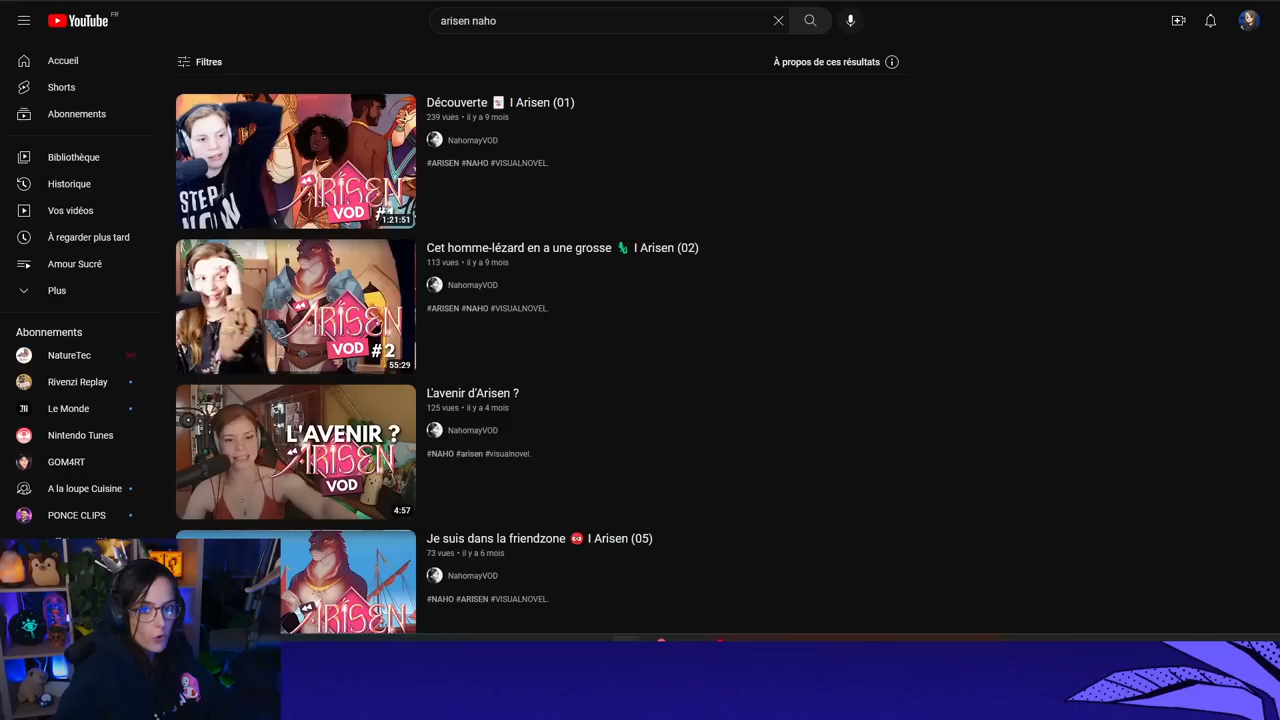 YouTube FR
arisen naho
Accueil
Shorts
Abonnements
Bibliothèque
Historique
Vos vidéos
À regarder plus tard
Amour Sucré
Plus
Abonnements
NatureTec
Rivenzi Replay
Le Monde
Nintendo Tunes
GOM4RT
A la loupe Cuisine
PONCE CLIPS
Filtres
À propos de ces résultats
STEP
NOW
ARISEN
VOD
#1
1:21:51
Découverte 🃏 I Arisen (01)
239 vues • il y a 9 mois
NahomayVOD
#ARISEN #NAHO #VISUALNOVEL.
ARISEN
VOD #2
55:29
Cet homme-lézard en a une grosse 🦎 I Arisen (02)
113 vues • il y a 9 mois
NahomayVOD
#ARISEN #NAHO #VISUALNOVEL.
L'AVENIR ?
ARISEN
VOD
4:57
L'avenir d'Arisen ?
125 vues • il y a 4 mois
NahomayVOD
#NAHO #arisen #visualnovel.
ARISEN
Je suis dans la friendzone I Arisen (05)
73 vues • il y a 6 mois
NahomayVOD
#NAHO #ARISEN #VISUALNOVEL.